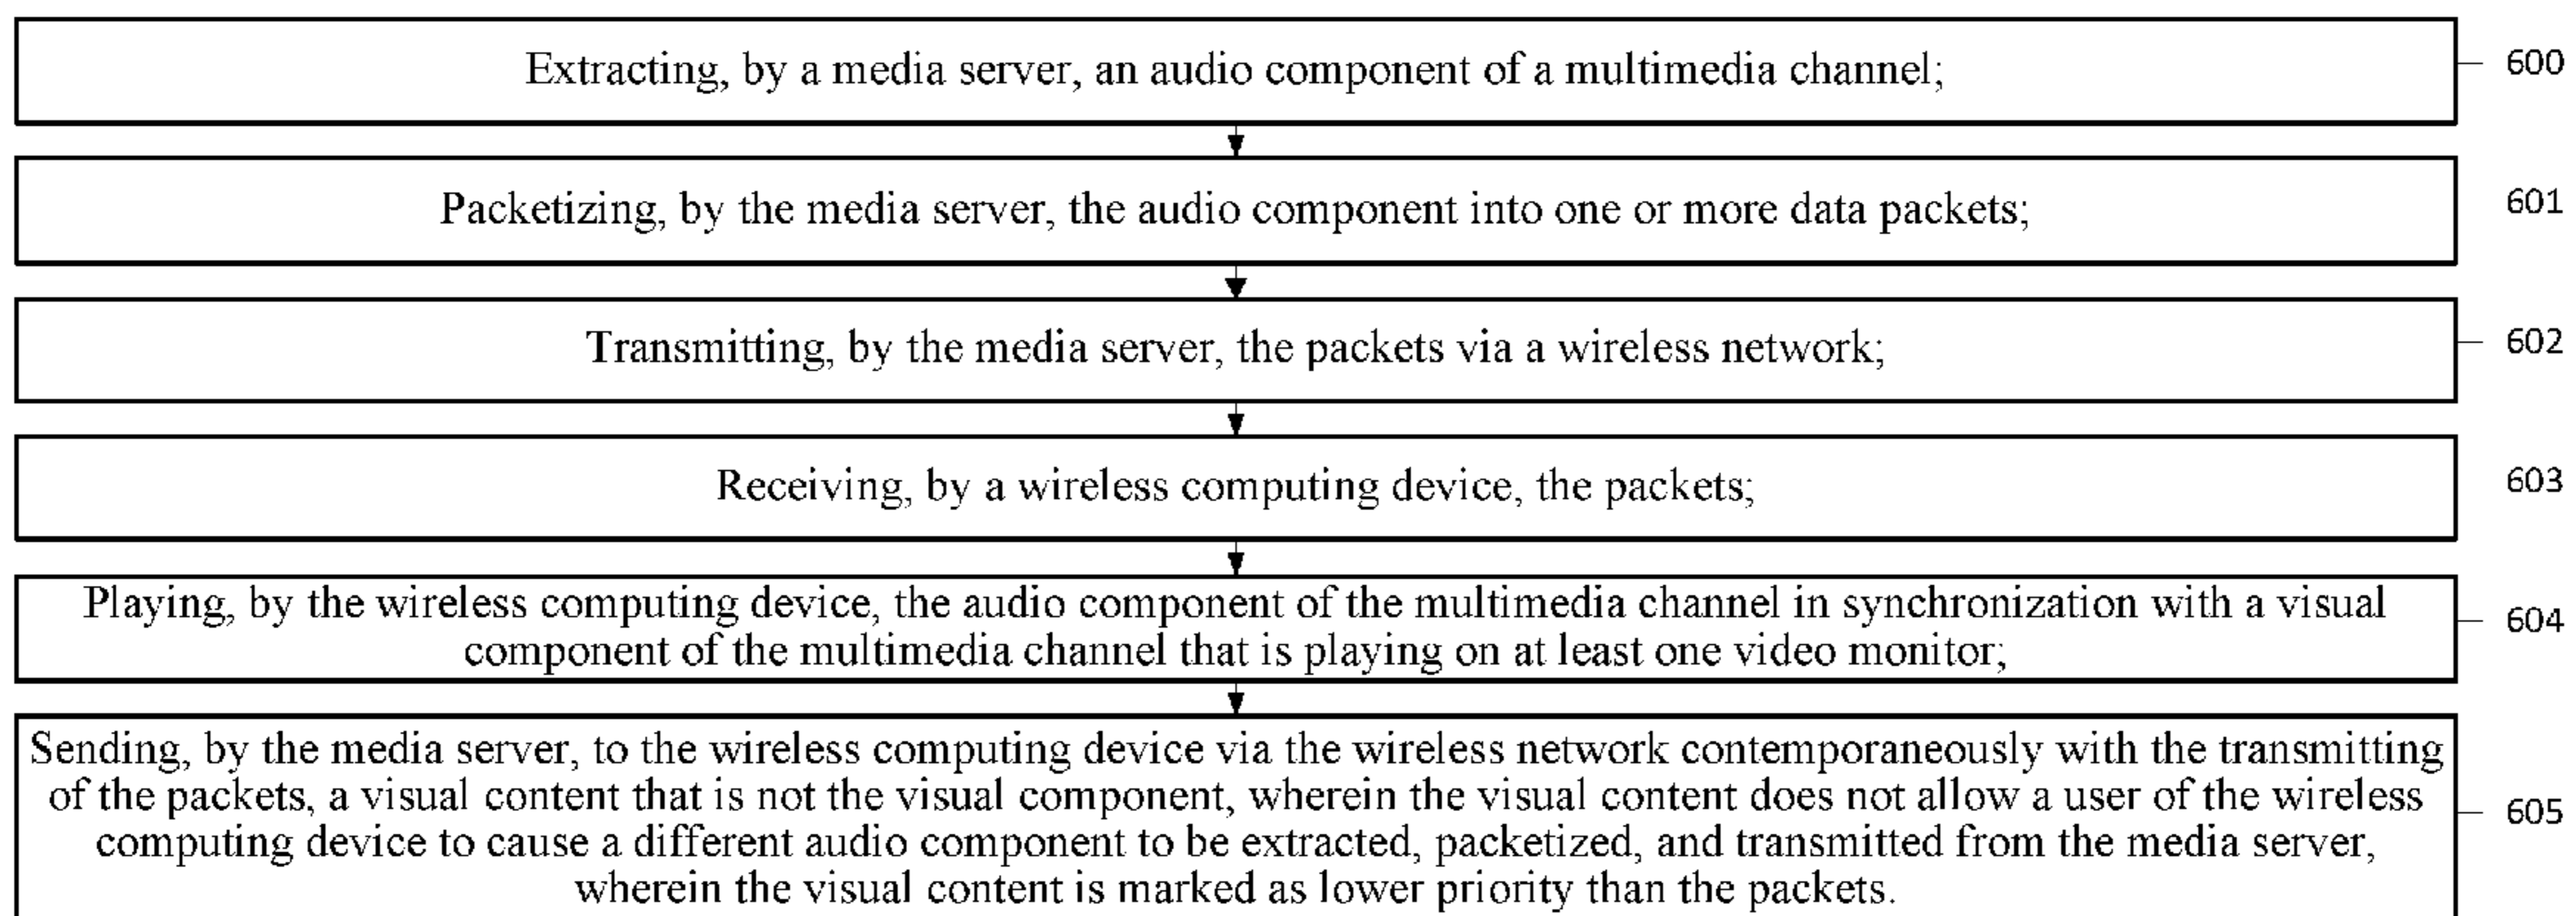 Extracting, by a media server, an audio component of a multimedia channel;
600
Packetizing, by the media server, the audio component into one or more data packets;
601
Transmitting, by the media server, the packets via a wireless network;
602
Receiving, by a wireless computing device, the packets;
603
Playing, by the wireless computing device, the audio component of the multimedia channel in synchronization with a visual
component of the multimedia channel that is playing on at least one video monitor;
604
Sending, by the media server, to the wireless computing device via the wireless network contemporaneously with the transmitting
of the packets, a visual content that is not the visual component, wherein the visual content does not allow a user of the wireless
computing device to cause a different audio component to be extracted, packetized, and transmitted from the media server,
wherein the visual content is marked as lower priority than the packets.
605